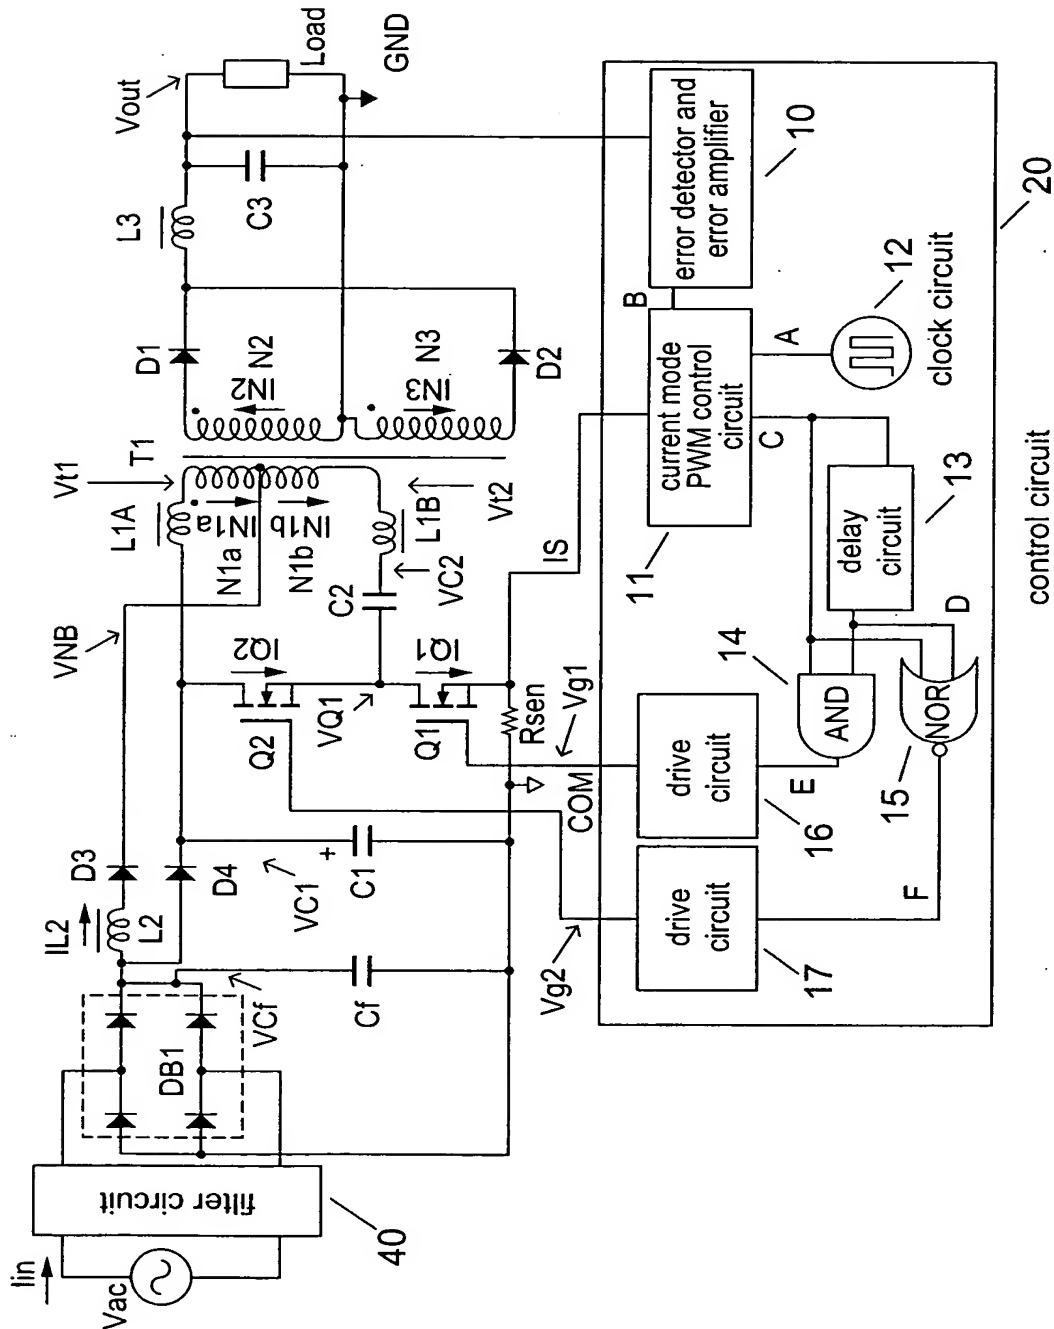 Iin
Vac
filter circuit
40
DB1
VCf
Cf
IL2
L2
D3
D4
VC1
+
C1
VNB
Q2
IQ2
VQ1
Q1
IQ1
Rsen
COM
Vg1
Vg2
Vt1
L1A
T1
N1a
IN1a
IN1b
N1b
C2
VC2
L1B
Vt2
IS
D1
IN2
N2
IN3
N3
D2
L3
C3
Vout
Load
GND
error detector and
error amplifier
10
B
current mode
PWM control
circuit
11
A
12
clock circuit
C
delay
circuit
13
D
14
AND
NOR
15
E
F
drive
circuit
16
drive
circuit
17
20
control circuit